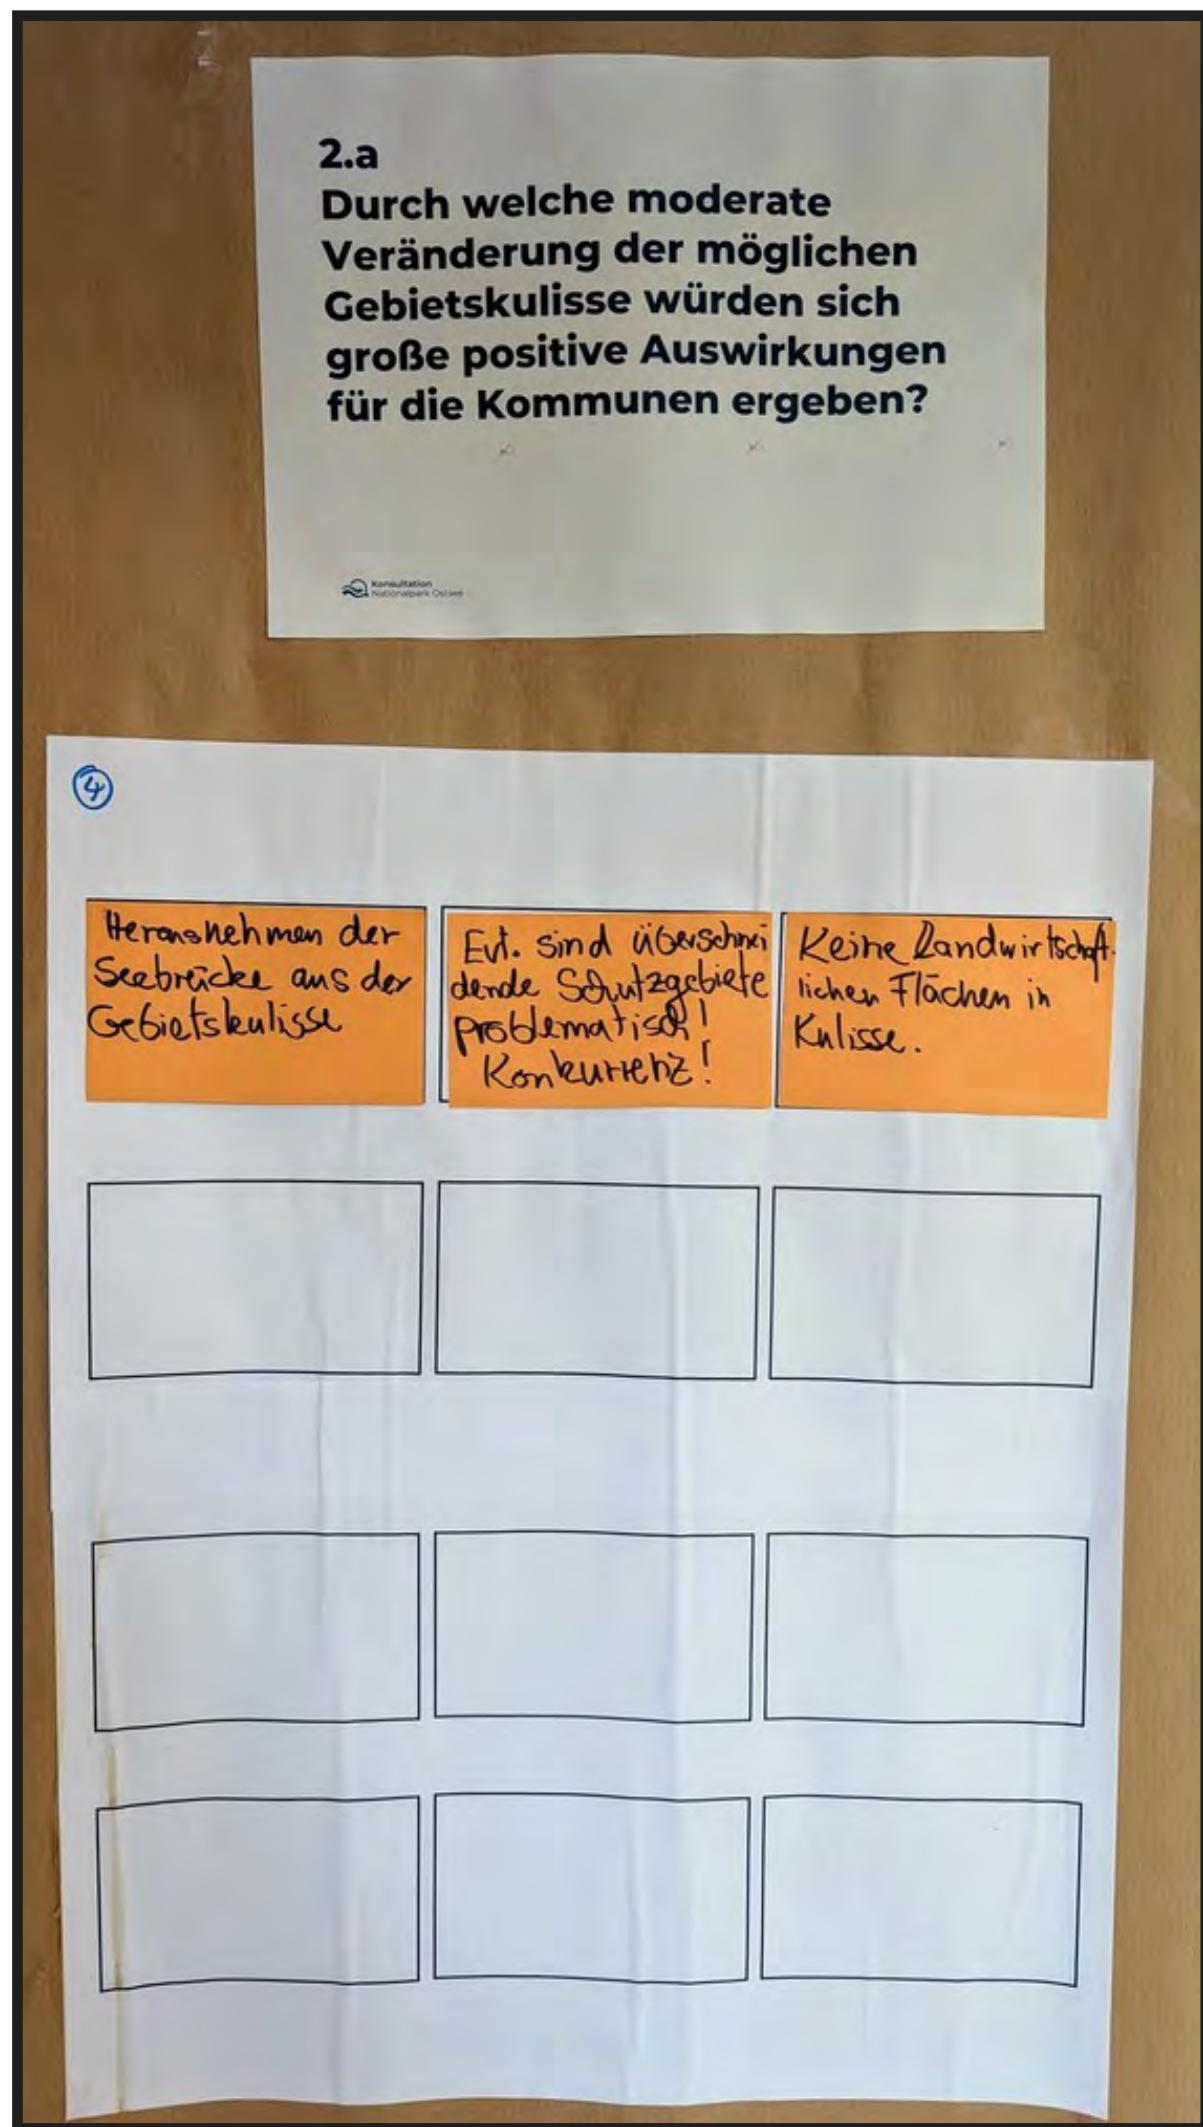 2.a
Durch welche moderate
Veränderung der möglichen
Gebietskulisse würden sich
große positive Auswirkungen
für die Kommunen ergeben?
Konsultation
Nationalpark Ostsee
4
Herausnehmen der
Seebrücke aus der
Gebietskulisse
Evt. sind überschnei
dende Schutzgebiete
problematisch!
Konkurrenz!
Keine Landwirtschaft-
lichen Flächen in
Kulisse.